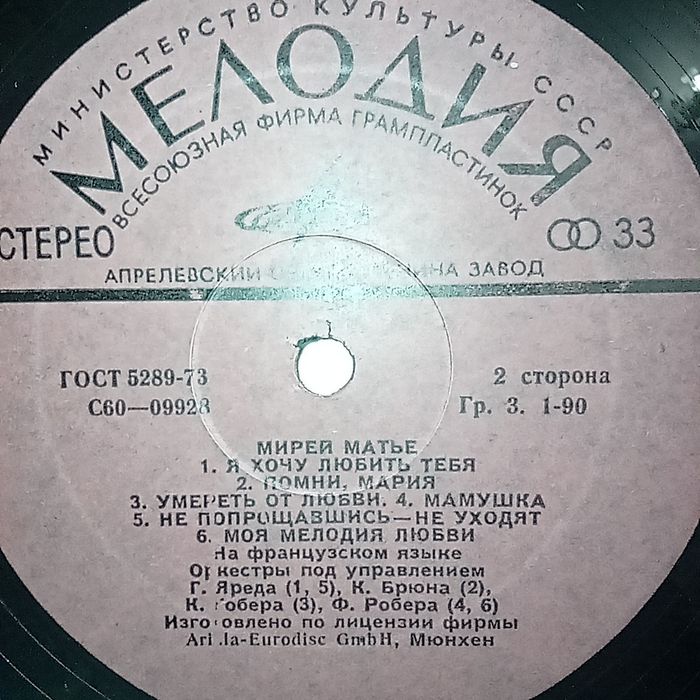 МИНИСТЕРСТВО КУЛЬТУРЫ СССР
МЕЛОДИЯ
ВСЕСОЮЗНАЯ ФИРМА ГРАМПЛАСТИНОК
СТЕРЕО
33
АПРЕЛЕВСКИЙ ЗАВОД
ГОСТ 5289-73
2 сторона
С60—09928
Гр. 3. 1-90
МИРЕЙ МАТЬЕ
1. Я ХОЧУ ЛЮБИТЬ ТЕБЯ
2. ПОМНИ, МАРИЯ
3. УМЕРЕТЬ ОТ ЛЮБВИ. 4. МАМУШКА
5. НЕ ПОПРОЩАВШИСЬ—НЕ УХОДЯТ
6. МОЯ МЕЛОДИЯ ЛЮБВИ
На французском языке
Оркестры под управлением
Г. Яреда (1, 5), К. Брюна (2),
К. (3), Ф. Робера (4, 6)
Изготовлено по лицензии фирмы
GmbH, Мюнхен